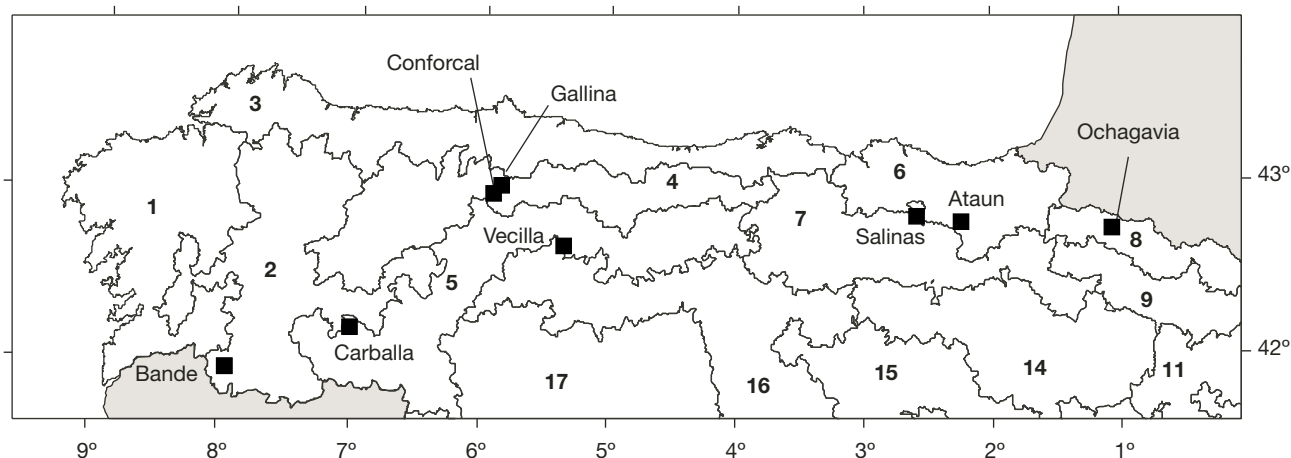 Conforcal
Gallina
Ochagavia
3
43º
6
4
Ataun
1
7
Vecilla
Salinas
8
2
5
9
Carballa
42º
Bande
17
16
15
14
11
9º 8º 7º 6º 5º 4º 3º 2º 1º